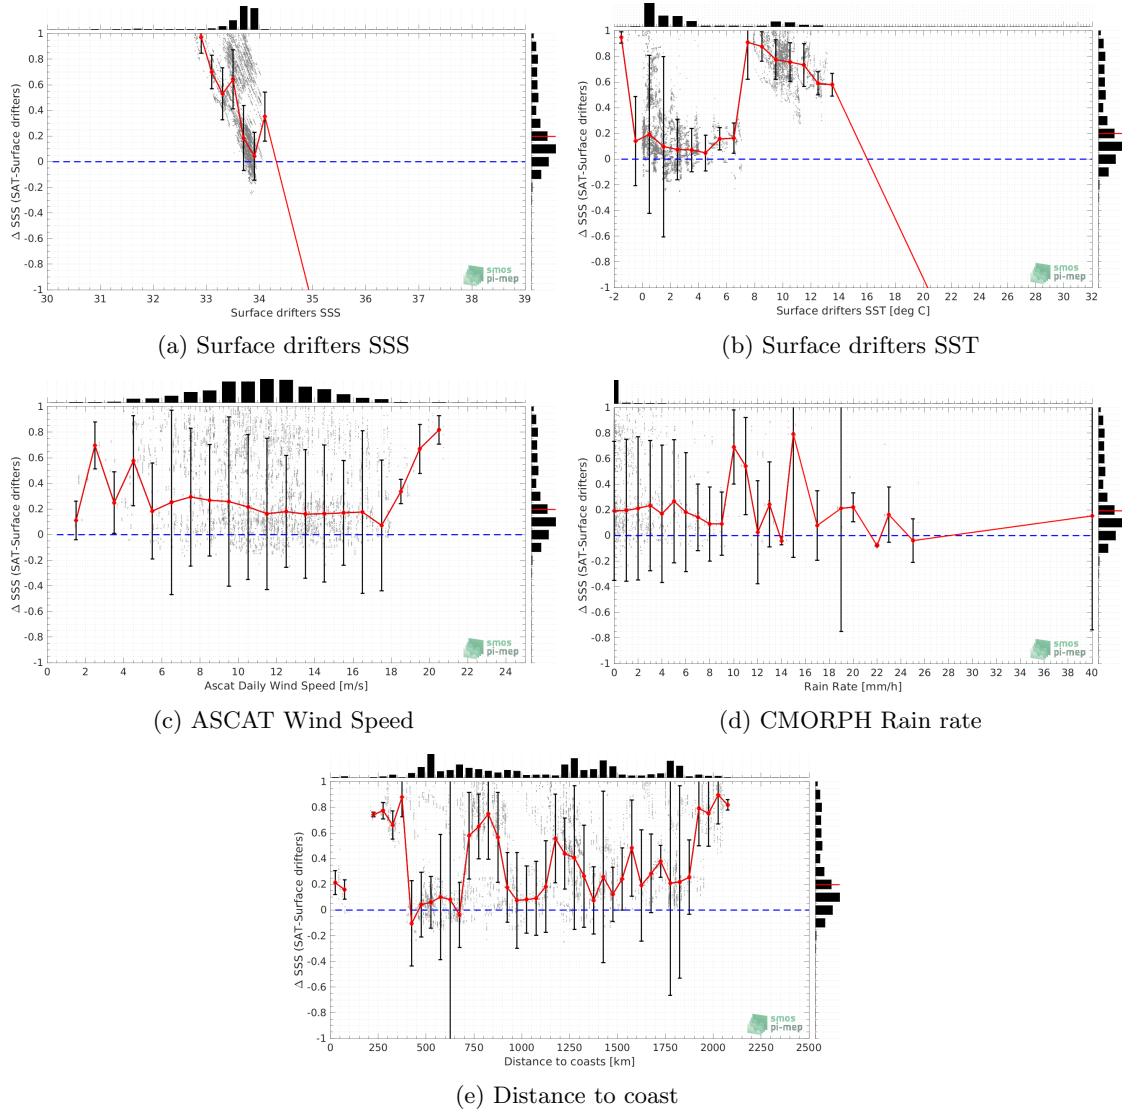 1
0.8
0.6
0.4
0.2
0
-0.2
-0.4
-0.6
-0.8
-1
Δ SSS (SAT-Surface drifters)
smos
pi-mep
30 31 32 33 34 35 36 37 38 39
Surface drifters SSS
(a) Surface drifters SSS
1
0.8
0.6
0.4
0.2
0
-0.2
-0.4
-0.6
-0.8
-1
Δ SSS (SAT-Surface drifters)
smos
pi-mep
-2 0 2 4 6 8 10 12 14 16 18 20 22 24 26 28 30 32
Surface drifters SST [deg C]
(b) Surface drifters SST
1
0.8
0.6
0.4
0.2
0
-0.2
-0.4
-0.6
-0.8
-1
Δ SSS (SAT-Surface drifters)
smos
pi-mep
0 2 4 6 8 10 12 14 16 18 20 22 24
Ascat Daily Wind Speed [m/s]
(c) ASCAT Wind Speed
1
0.8
0.6
0.4
0.2
0
-0.2
-0.4
-0.6
-0.8
-1
Δ SSS (SAT-Surface drifters)
smos
pi-mep
0 2 4 6 8 10 12 14 16 18 20 22 24 26 28 30 32 34 36 38 40
Rain Rate [mm/h]
(d) CMORPH Rain rate
1
0.8
0.6
0.4
0.2
0
-0.2
-0.4
-0.6
-0.8
-1
Δ SSS (SAT-Surface drifters)
smos
pi-mep
0 250 500 750 1000 1250 1500 1750 2000 2250 2500
Distance to coasts [km]
(e) Distance to coast